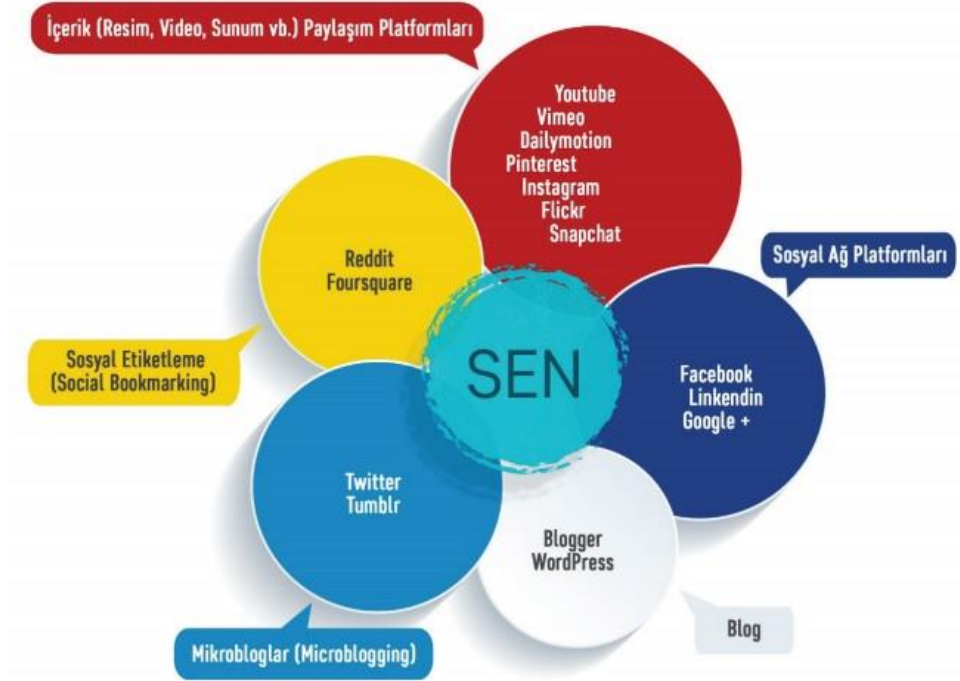 İçerik (Resim, Video, Sunum vb.) Paylaşım Platformları
Youtube
Vimeo
Dailymotion
Pinterest
Instagram
Flickr
Snapchat
Sosyal Ağ Platformları
Reddit
Foursquare
Sosyal Etiketleme
(Social Bookmarking)
SEN
Facebook
Linkendin
Google +
Twitter
Tumblr
Blogger
WordPress
Blog
Mikrobloglar (Microblogging)